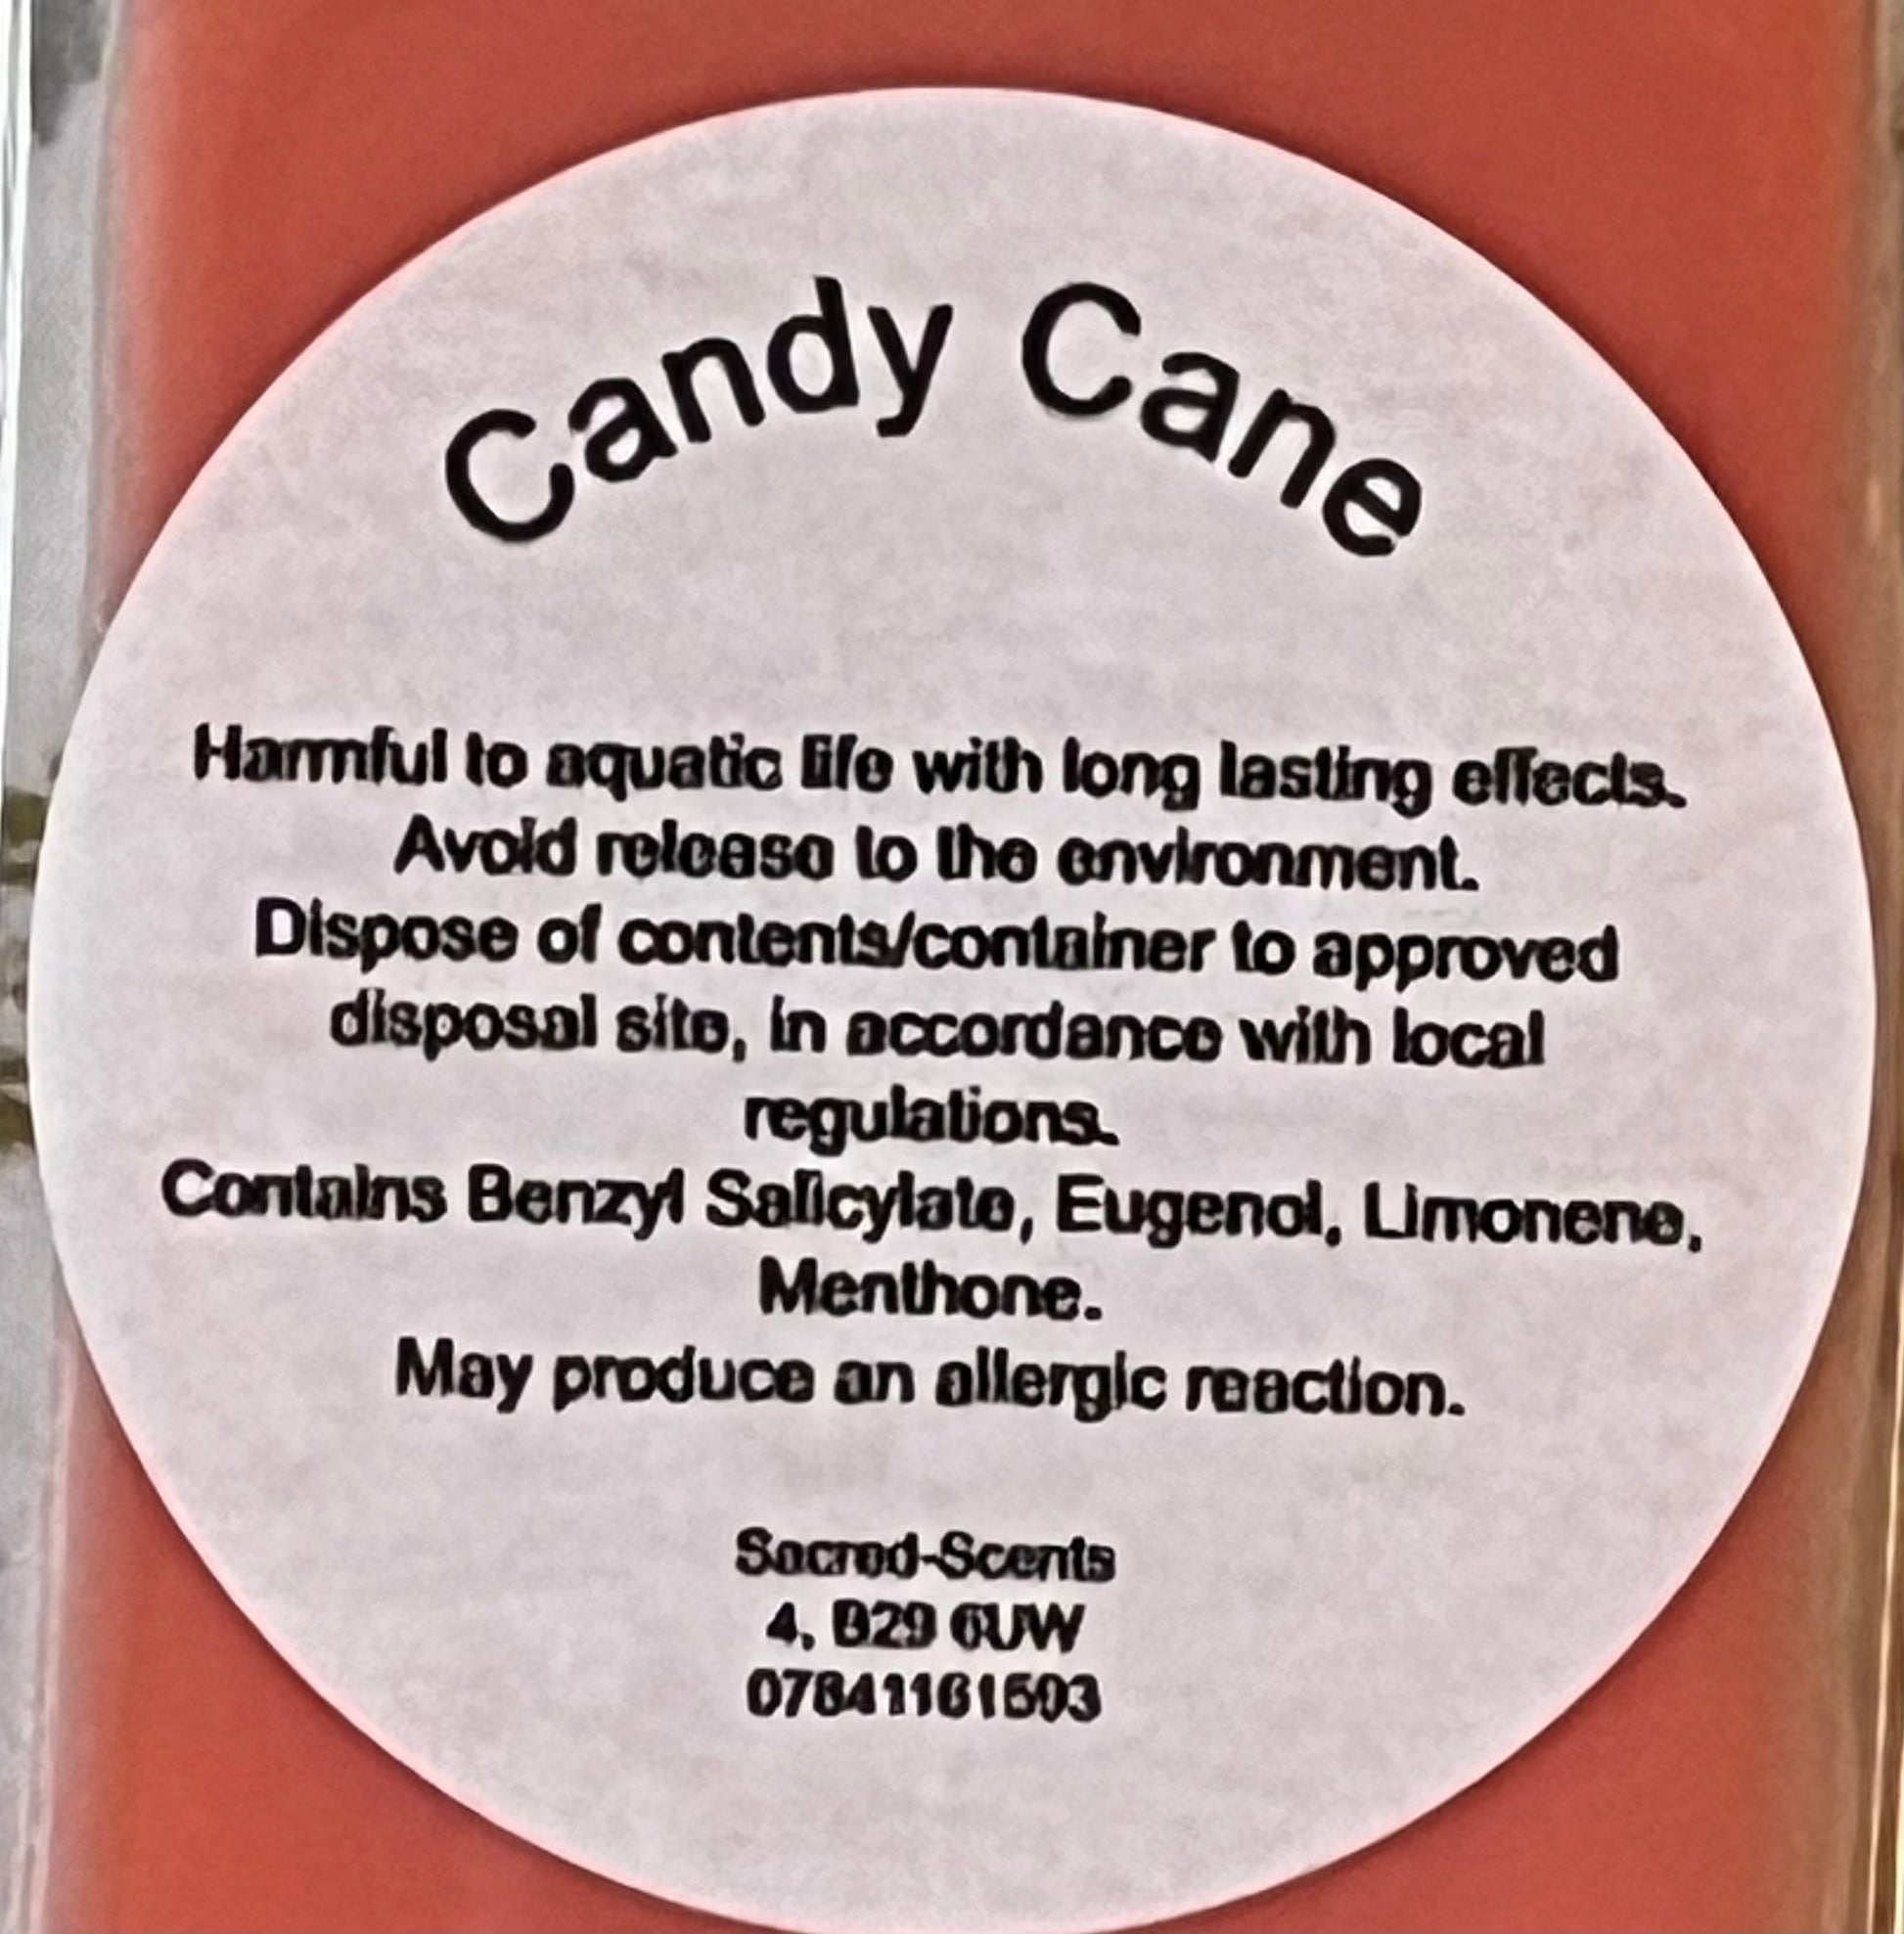 Candy Cane
Harmful to aquatic life with long lasting effects.
Avoid release to the environment.
Dispose of contents/container to approved
disposal site, in accordance with local
regulations.
Contains Benzyl Salicylate, Eugenol, Limonene,
Menthone.
May produce an allergic reaction.
Sacred-Scents
4, B29 6UW